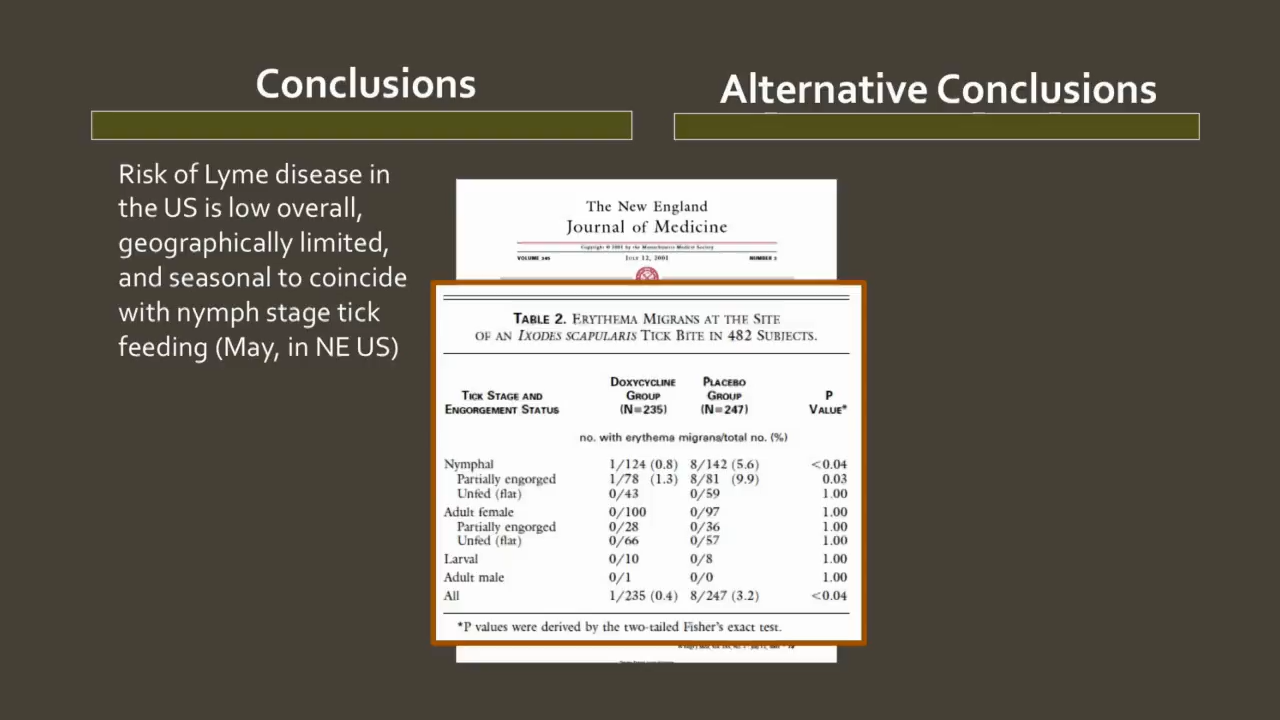 Conclusions
Alternative Conclusions
Risk of Lyme disease in
the US is low overall,
geographically limited,
and seasonal to coincide
with nymph stage tick
feeding (May, in NE US)
The New England
Journal of Medicine
Copyright © 2001 by the Massachusetts Medical Society
VOLUME 345 JULY 12, 2001 NUMBER 2
TABLE 2. ERYTHEMA MIGRANS AT THE SITE
OF AN IXODES SCAPULARIS TICK BITE IN 482 SUBJECTS.
TICK STAGE AND
ENGORGEMENT STATUS
DOXYCYCLINE
GROUP
(N=235)
PLACEBO
GROUP
(N=247)
P
VALUE*
no. with erythema migrans/total no. (%)
Nymphal 1/124 (0.8) 8/142 (5.6) <0.04
Partially engorged 1/78 (1.3) 8/81 (9.9) 0.03
Unfed (flat) 0/43 0/59 1.00
Adult female 0/100 0/97 1.00
Partially engorged 0/28 0/36 1.00
Unfed (flat) 0/66 0/57 1.00
Larval 0/10 0/8 1.00
Adult male 0/1 0/0 1.00
All 1/235 (0.4) 8/247 (3.2) <0.04
*P values were derived by the two-tailed Fisher's exact test.